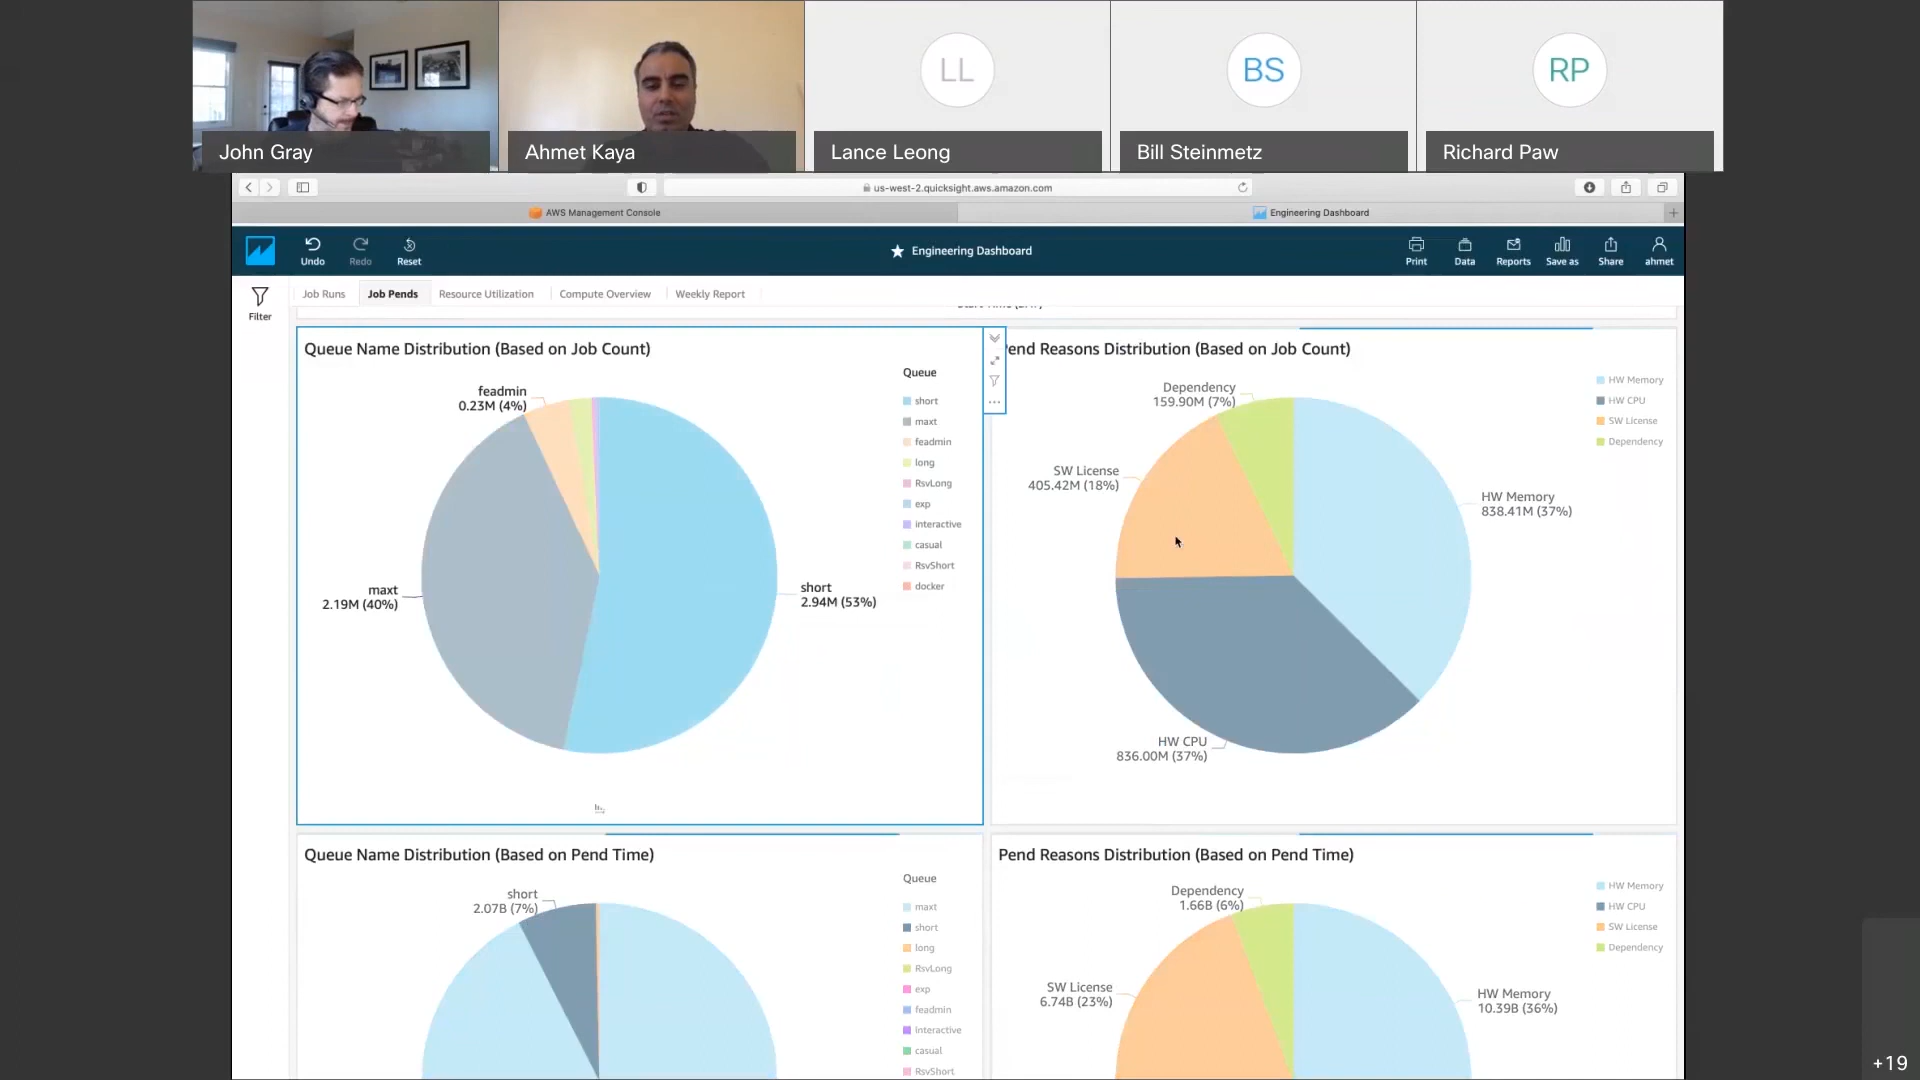 LL
BS
RP
John Gray
Ahmet Kaya
Lance Leong
Bill Steinmetz
Richard Paw
us-west-2.quicksight.aws.amazon.com
AWS Management Console
Engineering Dashboard
Undo
Redo
Reset
Engineering Dashboard
Print
Data
Reports
Save as
Share
ahmet
Filter
Job Runs
Job Pends
Resource Utilization
Compute Overview
Weekly Report
Queue Name Distribution (Based on Job Count)
feadmin
0.23M (4%)
maxt
2.19M (40%)
short
2.94M (53%)
Queue
short
maxt
feadmin
long
RsvLong
exp
interactive
casual
RsvShort
docker
end Reasons Distribution (Based on Job Count)
Dependency
159.90M (7%)
SW License
405.42M (18%)
HW Memory
838.41M (37%)
HW CPU
836.00M (37%)
HW Memory
HW CPU
SW License
Dependency
Queue Name Distribution (Based on Pend Time)
short
2.07B (7%)
Queue
maxt
short
long
RsvLong
exp
feadmin
interactive
casual
RsvShort
Pend Reasons Distribution (Based on Pend Time)
Dependency
1.66B (6%)
SW License
6.74B (23%)
HW Memory
10.39B (36%)
HW Memory
HW CPU
SW License
Dependency
+19